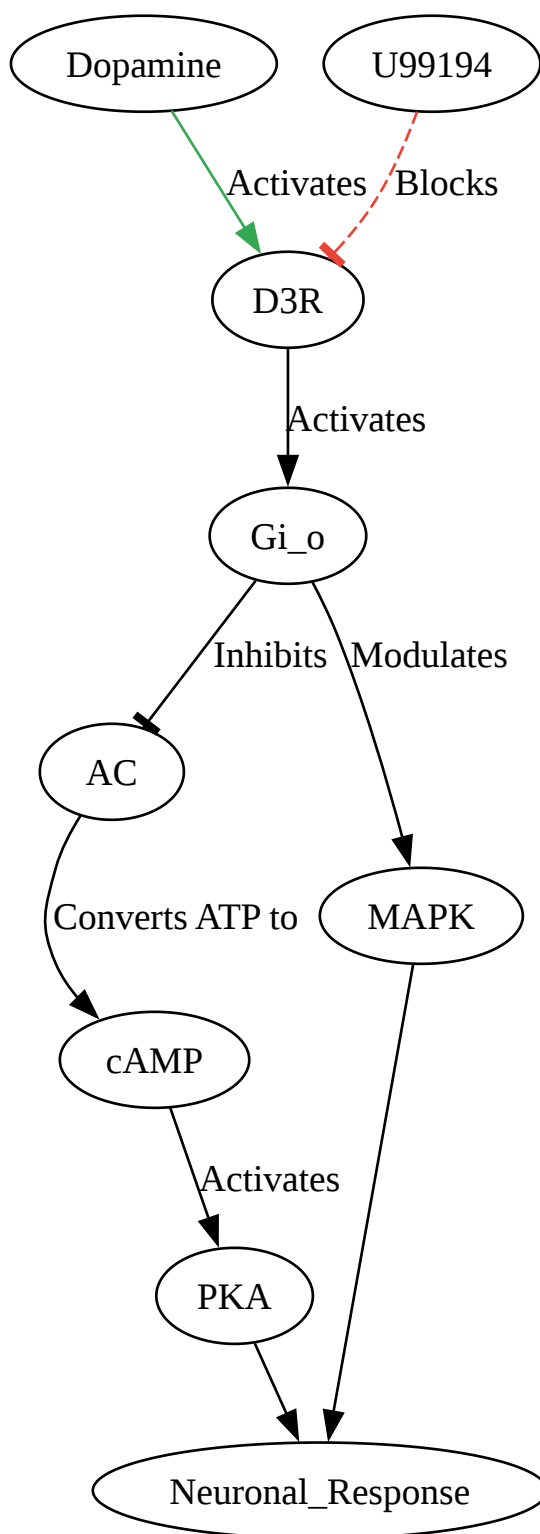 Dopamine
U99194
Activates
Blocks
D3R
Activates
Gi_o
Inhibits
Modulates
AC
Converts ATP to
MAPK
cAMP
Activates
PKA
Neuronal_Response